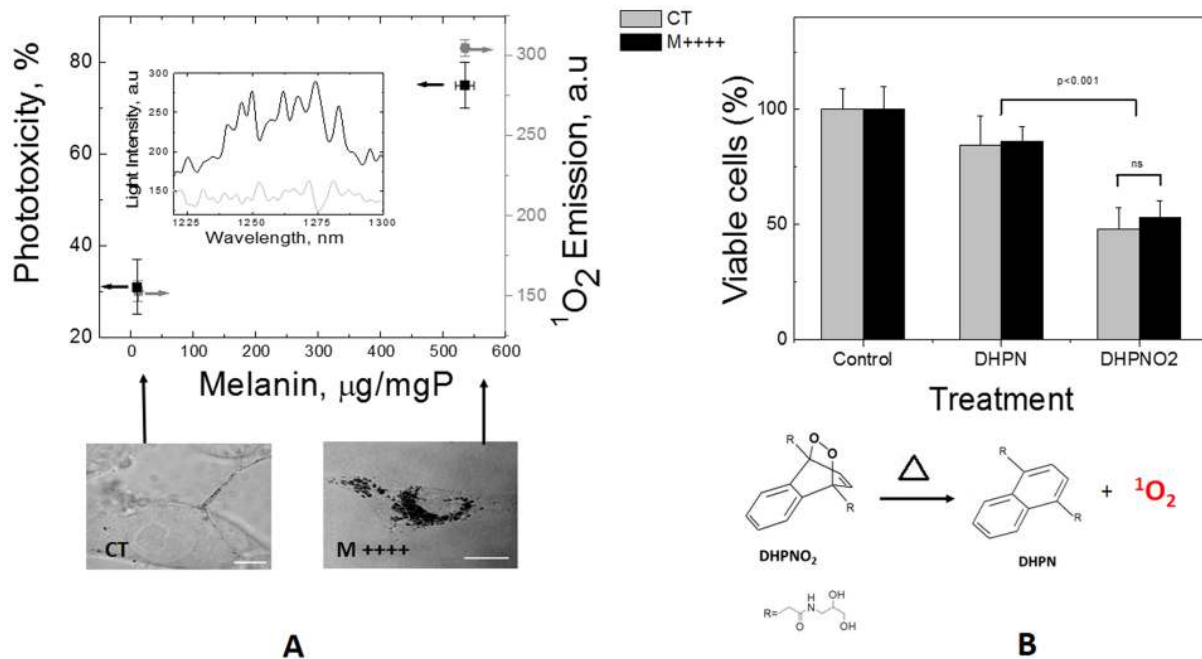 Phototoxicity, %
80
60
40
20
Light Intensity, a.u
300
250
200
150
1225
1250
1275
1300
Wavelength, nm
300
250
200
150
¹O₂ Emission, a.u
0 100 200 300 400 500 600
Melanin, μg/mgP
CT
M ++++
A
CT
M++++
Viable cells (%)
100
50
0
p<0.001
ns
Control DHPN DHPNO2
Treatment
R
O
O
R
DHPNO₂
△
R
R
DHPN
+ ¹O₂
R=
O
H
N
OH
OH
B